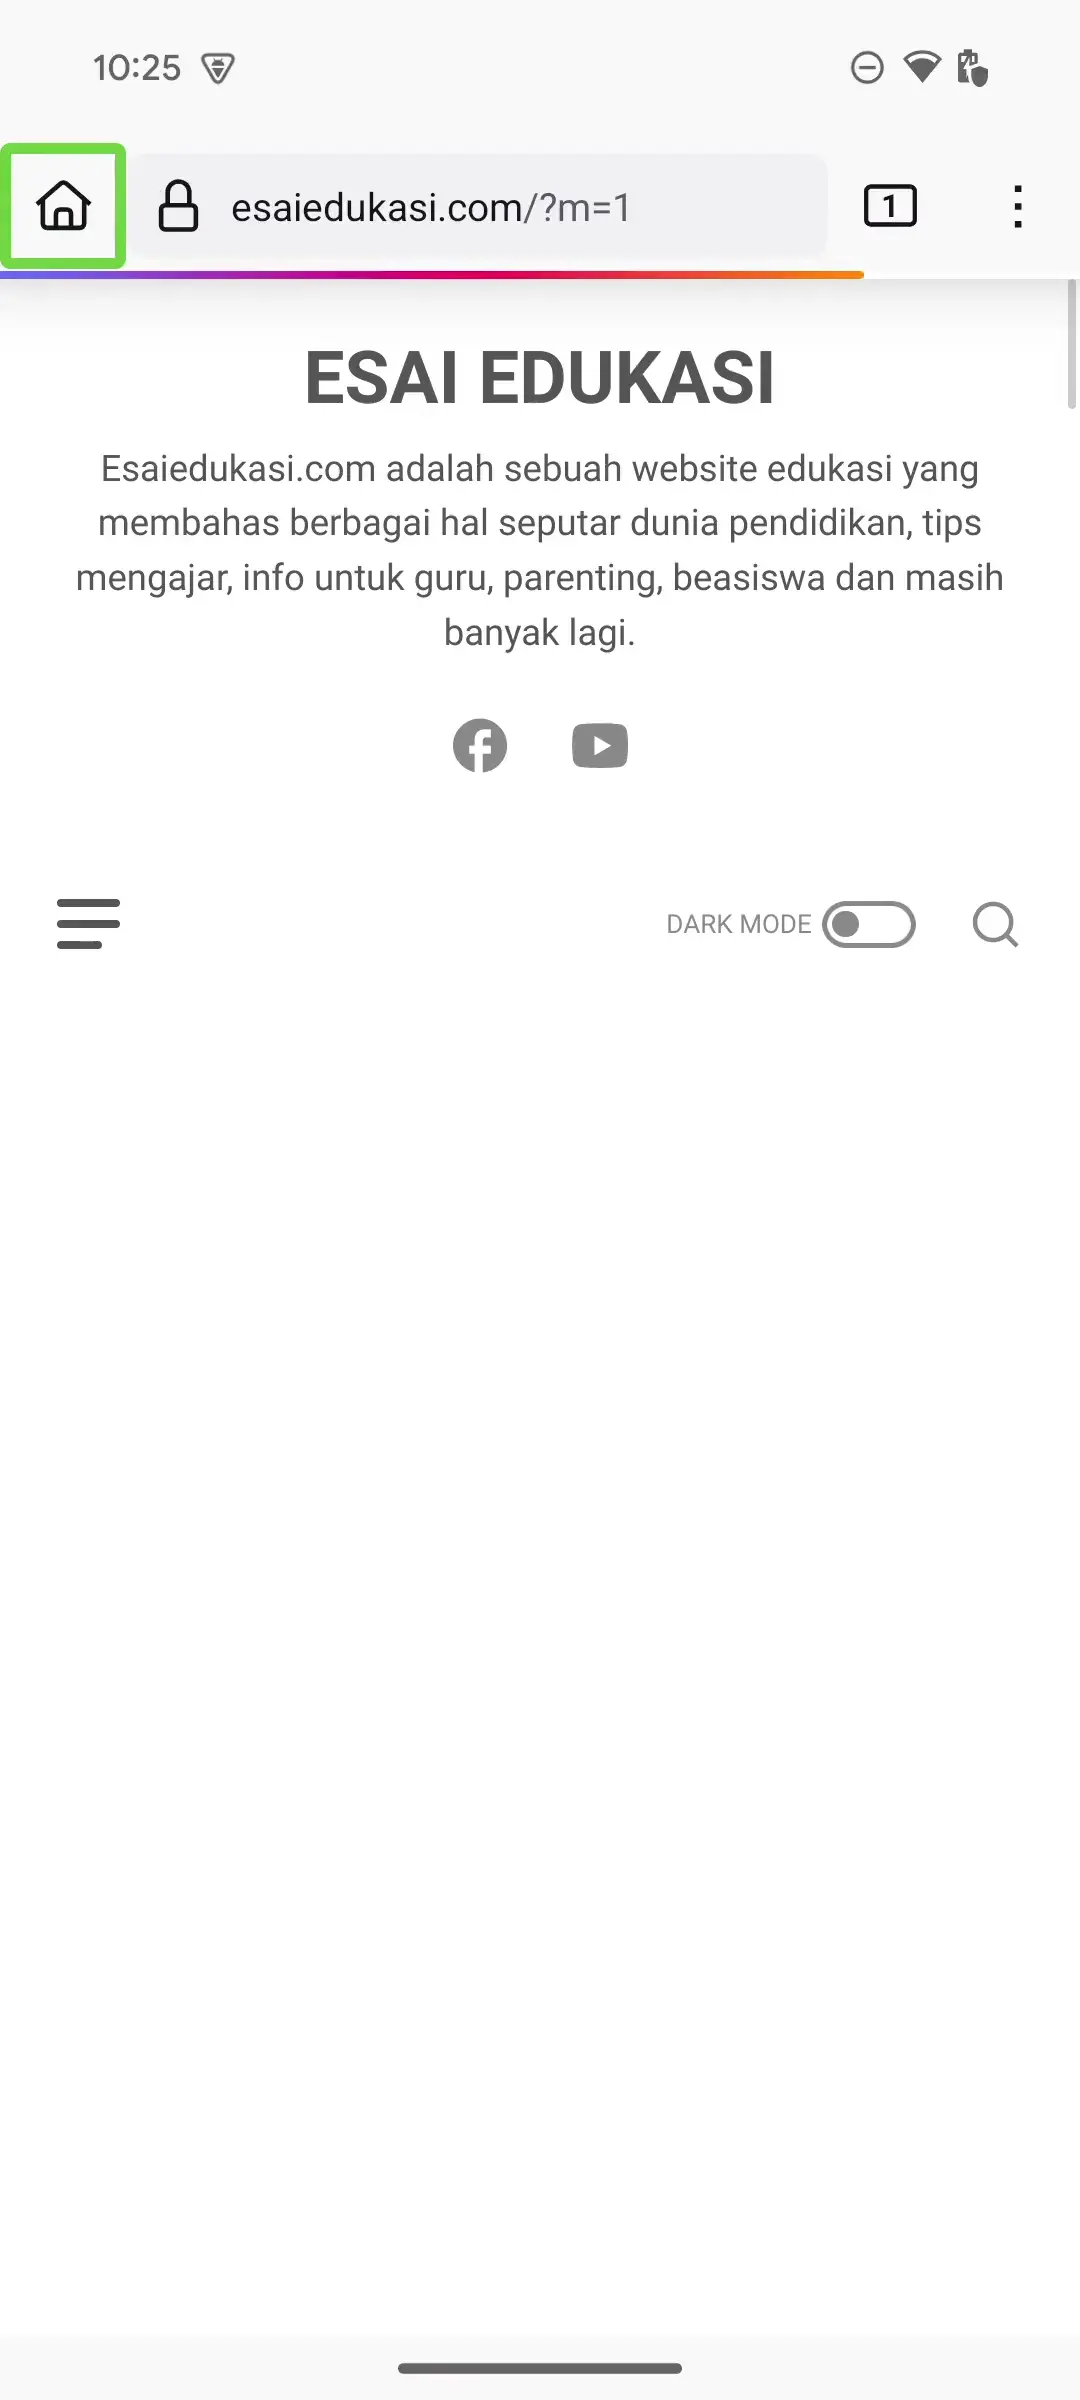 10:25
esaiedukasi.com/?m=1
1
ESAI EDUKASI
Esaiedukasi.com adalah sebuah website edukasi yang
membahas berbagai hal seputar dunia pendidikan, tips
mengajar, info untuk guru, parenting, beasiswa dan masih
banyak lagi.
DARK MODE